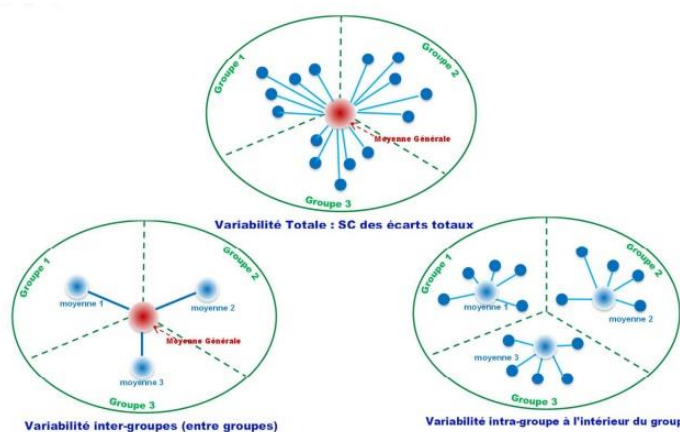 Groupe 1
Groupe 2
Moyenne Générale
Groupe 3
Variabilité Totale : SC des écarts totaux
Groupe 1
Groupe 2
moyenne 1
moyenne 2
Moyenne Générale
moyenne 3
Groupe 3
Variabilité inter-groupes (entre groupes)
Groupe 1
Groupe 2
moyenne 1
moyenne 2
moyenne 3
Groupe 3
Variabilité intra-groupe à l'intérieur du group